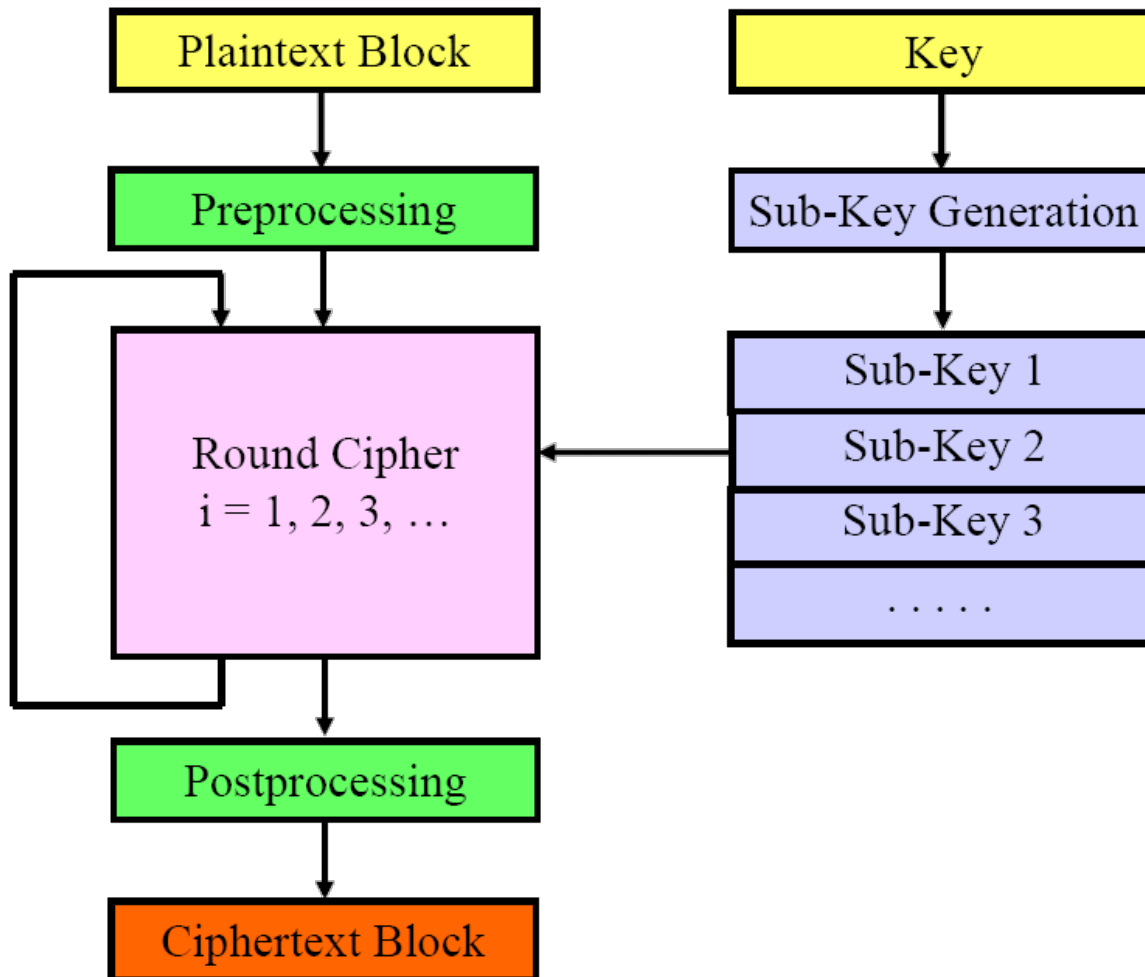 Plaintext Block
Key
Preprocessing
Sub-Key Generation
Round Cipher
i = 1, 2, 3, …
Sub-Key 1
Sub-Key 2
Sub-Key 3
. . . . .
Postprocessing
Ciphertext Block